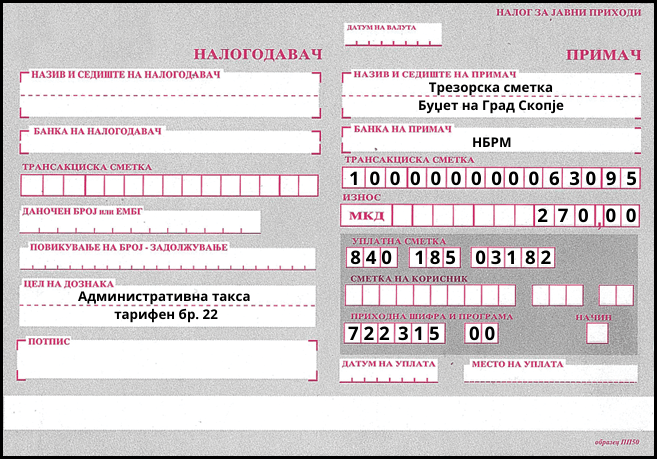 НАЛОГ ЗА ЈАВНИ ПРИХОДИ
ДАТУМ НА ВАЛУТА
НАЛОГОДАВАЧ
НАЗИВ И СЕДИШТЕ НА НАЛОГОДАВАЧ
БАНКА НА НАЛОГОДАВАЧ
ТРАНСАКЦИСКА СМЕТКА
ДАНОЧЕН БРОЈ или ЕМБГ
ПОВИКУВАЊЕ НА БРОЈ - ЗАДОЛЖУВАЊЕ
ЦЕЛ НА ДОЗНАКА
Административна такса
тарифен бр. 22
ПОТПИС
ПРИМАЧ
НАЗИВ И СЕДИШТЕ НА ПРИМАЧ
Трезорска сметка
Буџет на Град Скопје
БАНКА НА ПРИМАЧ
НБРМ
ТРАНСАКЦИСКА СМЕТКА
100000000063095
ИЗНОС
МКД 270,00
УПЛАТНА СМЕТКА
840 185 03182
СМЕТКА НА КОРИСНИК
ПРИХОДНА ШИФРА И ПРОГРАМА НАЧИН
722315 00
ДАТУМ НА УПЛАТА МЕСТО НА УПЛАТА
образец ПП50